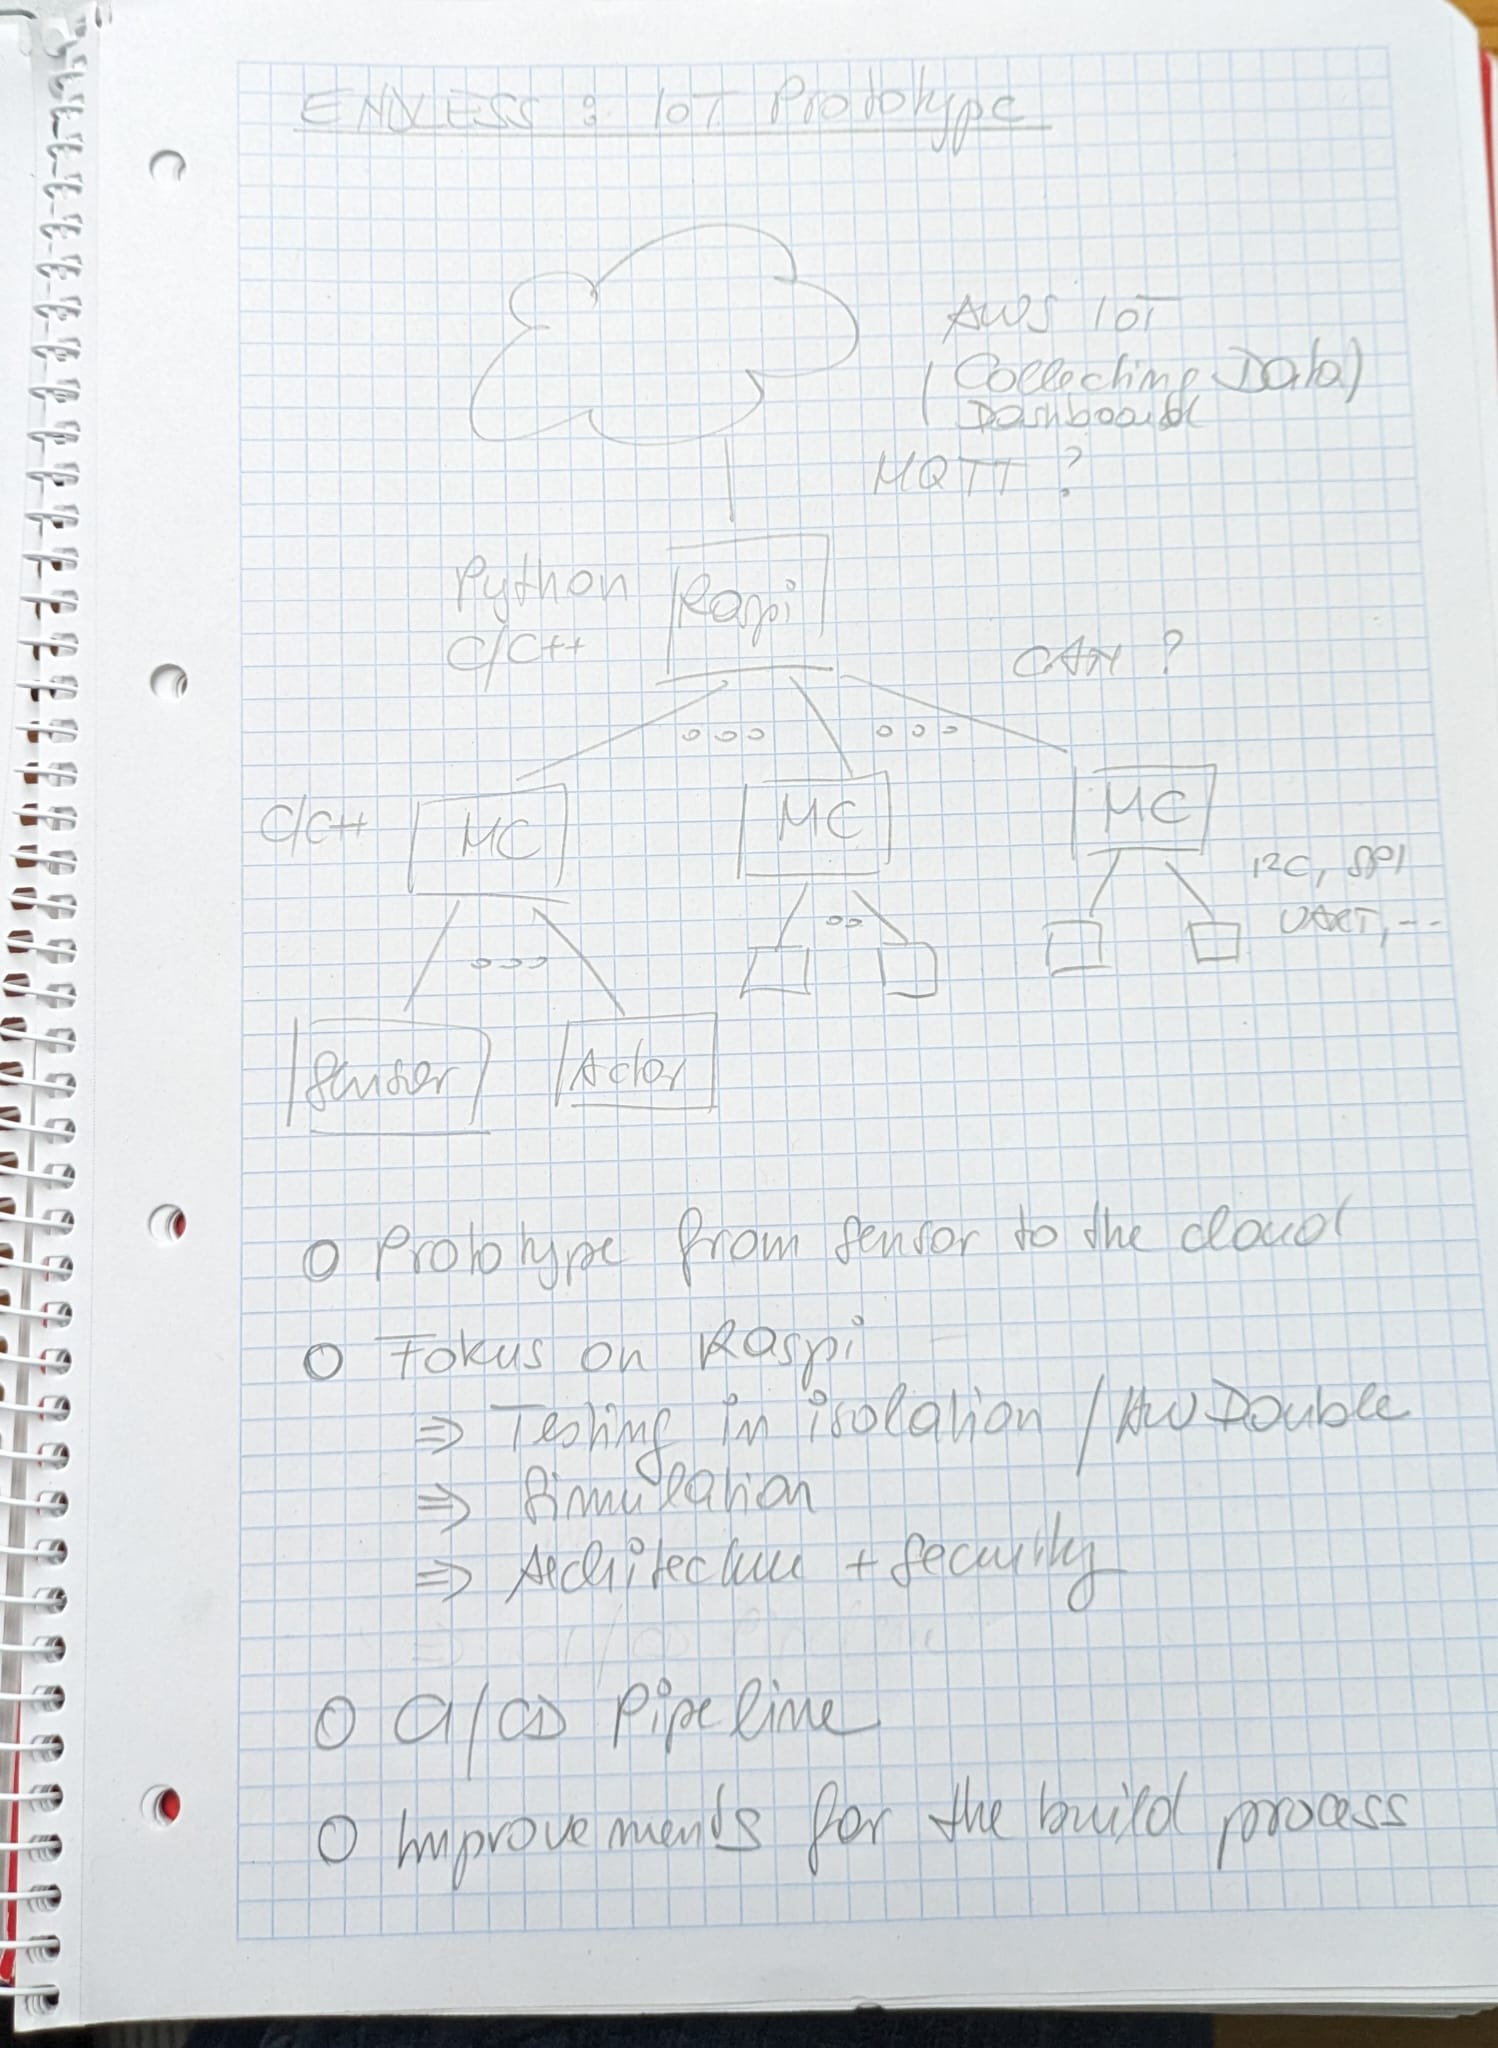 ENDLESS : IoT Prototype
AWS IoT
(Collecting Data)
Dashboard
MQTT ?
Python
C/C++
Raspi
CAN ?
C/C++
MC
MC
MC
I2C, SPI
UART, ---
Sensor
Actor
O Prototype from sensor to the cloud
O Fokus on Raspi
=> Testing in isolation / HW Double
=> Simulation
=> Architecture + Security
O CI/CD Pipeline
O Improvements for the build process